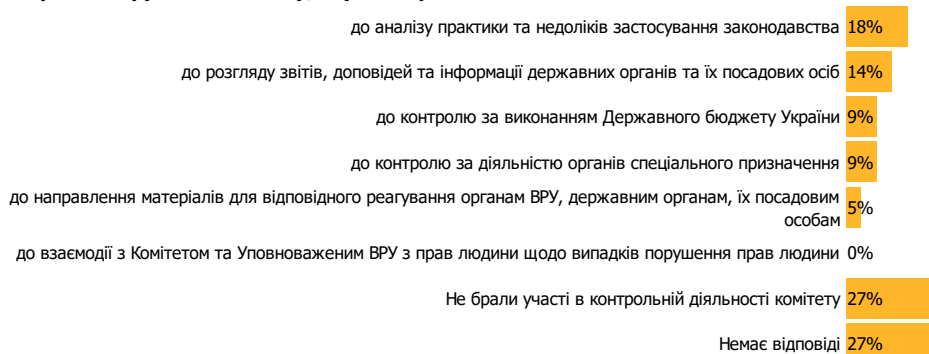 до аналізу практики та недоліків застосування законодавства 18%
до розгляду звітів, доповідей та інформації державних органів та їх посадових осіб 14%
до контролю за виконанням Державного бюджету України 9%
до контролю за діяльністю органів спеціального призначення 9%
до направлення матеріалів для відповідного реагування органам ВРУ, державним органам, їх посадовим
особам 5%
до взаємодії з Комітетом та Уповноваженим ВРУ з прав людини щодо випадків порушення прав людини 0%
Не брали участі в контрольній діяльності комітету 27%
Немає відповіді 27%